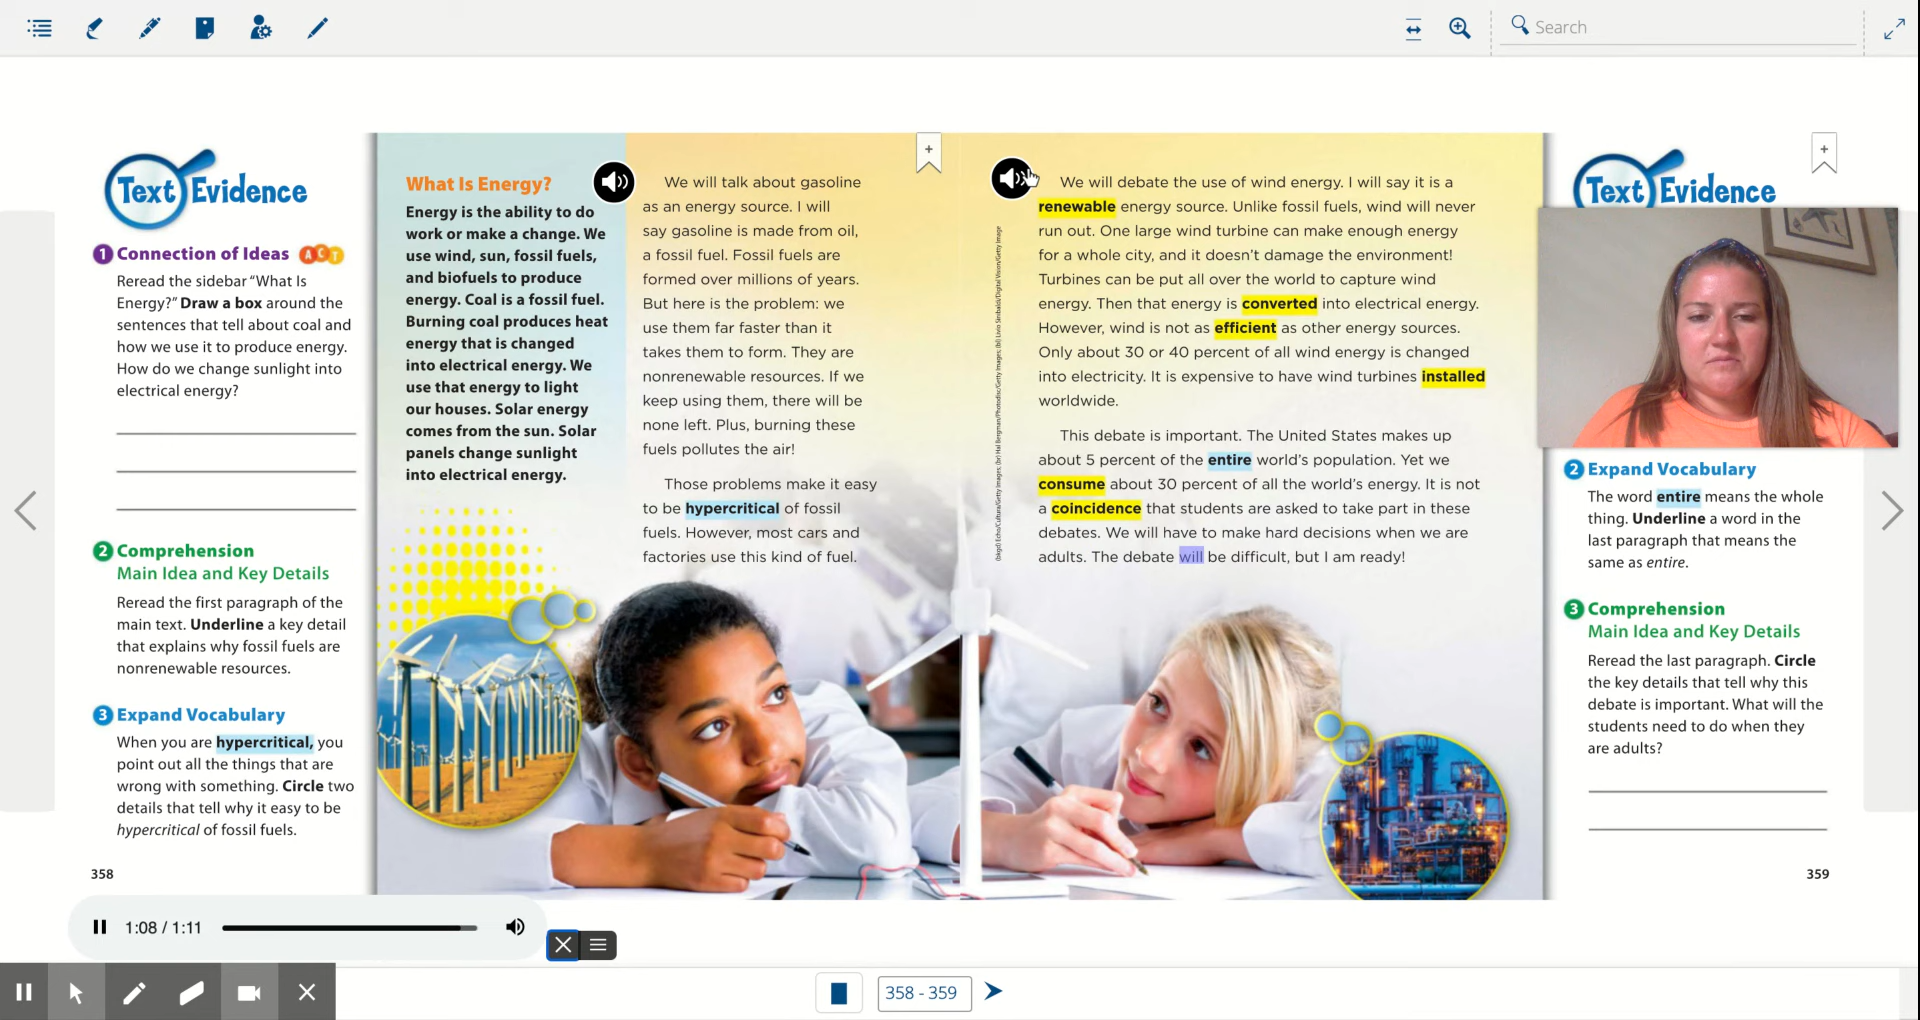 Search
Text Evidence
1 Connection of Ideas ACT
Reread the sidebar “What Is
Energy?” Draw a box around the
sentences that tell about coal and
how we use it to produce energy.
How do we change sunlight into
electrical energy?
2 Comprehension
Main Idea and Key Details
Reread the first paragraph of the
main text. Underline a key detail
that explains why fossil fuels are
nonrenewable resources.
3 Expand Vocabulary
When you are hypercritical, you
point out all the things that are
wrong with something. Circle two
details that tell why it easy to be
hypercritical of fossil fuels.
358
What Is Energy?
Energy is the ability to do
work or make a change. We
use wind, sun, fossil fuels,
and biofuels to produce
energy. Coal is a fossil fuel.
Burning coal produces heat
energy that is changed
into electrical energy. We
use that energy to light
our houses. Solar energy
comes from the sun. Solar
panels change sunlight
into electrical energy.
We will talk about gasoline
as an energy source. I will
say gasoline is made from oil,
a fossil fuel. Fossil fuels are
formed over millions of years.
But here is the problem: we
use them far faster than it
takes them to form. They are
nonrenewable resources. If we
keep using them, there will be
none left. Plus, burning these
fuels pollutes the air!
Those problems make it easy
to be hypercritical of fossil
fuels. However, most cars and
factories use this kind of fuel.
We will debate the use of wind energy. I will say it is a
renewable energy source. Unlike fossil fuels, wind will never
run out. One large wind turbine can make enough energy
for a whole city, and it doesn’t damage the environment!
Turbines can be put all over the world to capture wind
energy. Then that energy is converted into electrical energy.
However, wind is not as efficient as other energy sources.
Only about 30 or 40 percent of all wind energy is changed
into electricity. It is expensive to have wind turbines installed
worldwide.
This debate is important. The United States makes up
about 5 percent of the entire world’s population. Yet we
consume about 30 percent of all the world’s energy. It is not
a coincidence that students are asked to take part in these
debates. We will have to make hard decisions when we are
adults. The debate will be difficult, but I am ready!
Text Evidence
2 Expand Vocabulary
The word entire means the whole
thing. Underline a word in the
last paragraph that means the
same as entire.
3 Comprehension
Main Idea and Key Details
Reread the last paragraph. Circle
the key details that tell why this
debate is important. What will the
students need to do when they
are adults?
359
1:08 / 1:11
358 - 359